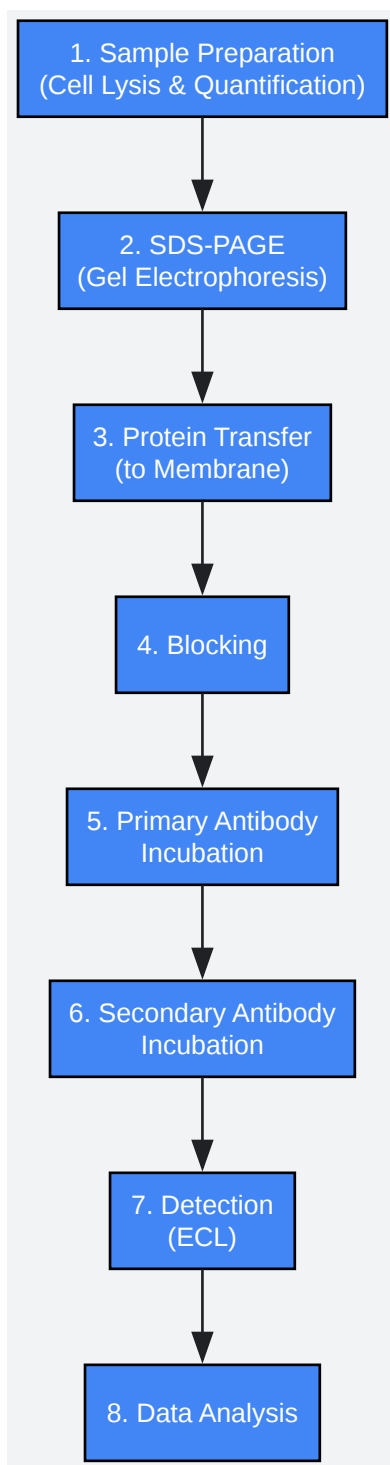 1. Sample Preparation
(Cell Lysis & Quantification)
2. SDS-PAGE
(Gel Electrophoresis)
3. Protein Transfer
(to Membrane)
4. Blocking
5. Primary Antibody
Incubation
6. Secondary Antibody
Incubation
7. Detection
(ECL)
8. Data Analysis